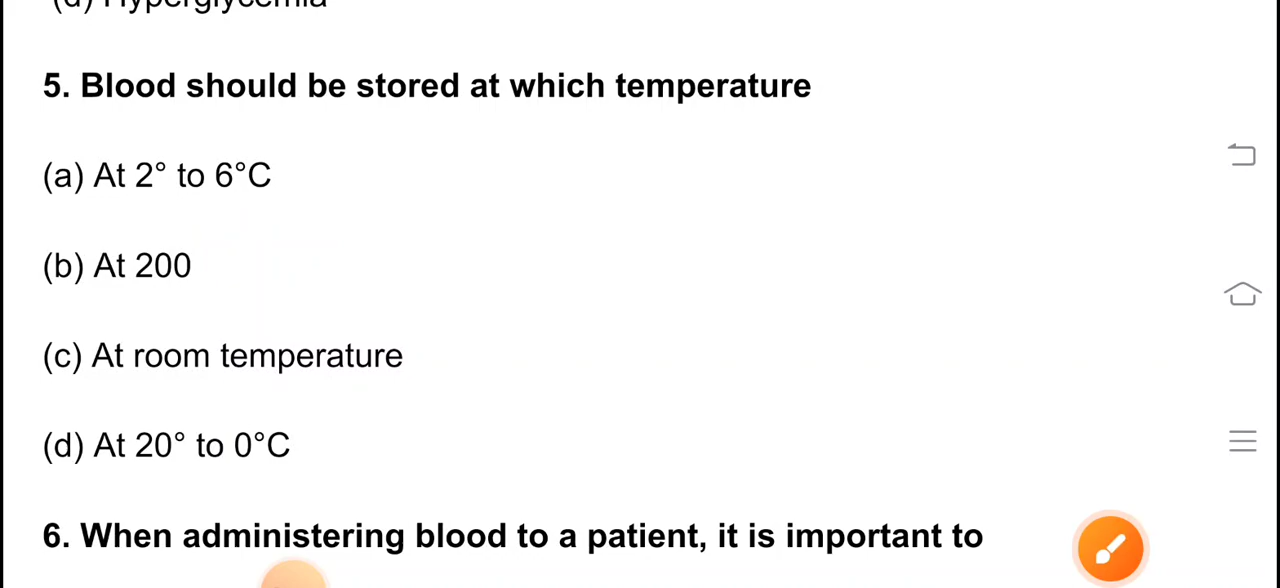 (d) Hyperglycemia
5. Blood should be stored at which temperature
(a) At 2° to 6°C
(b) At 200
(c) At room temperature
(d) At 20° to 0°C
6. When administering blood to a patient, it is important to